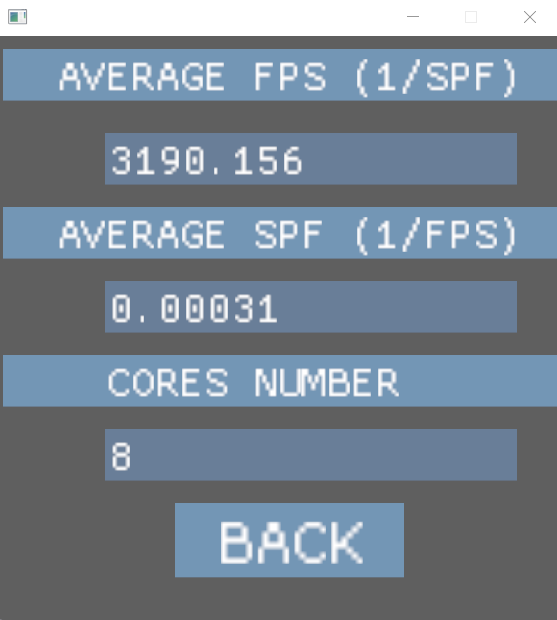 AVERAGE FPS (1/SPF)
3190.156
AVERAGE SPF (1/FPS)
0.00031
CORES NUMBER
8
BACK